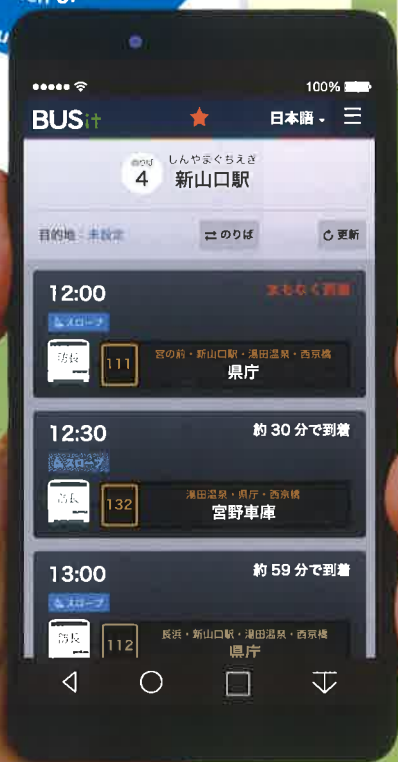 100%
BUSit
日本語
のりば
4
しんやまぐちえき
新山口駅
目的地：未設定
のりば
更新
12:00
まもなく到着
スロープ
防長
111
宮の前・新山口駅・湯田温泉・西京橋
県庁
12:30
約 30 分で到着
スロープ
防長
132
湯田温泉・県庁・西京橋
宮野車庫
13:00
約 59 分で到着
スロープ
防長
112
長浜・新山口駅・湯田温泉・西京橋
県庁